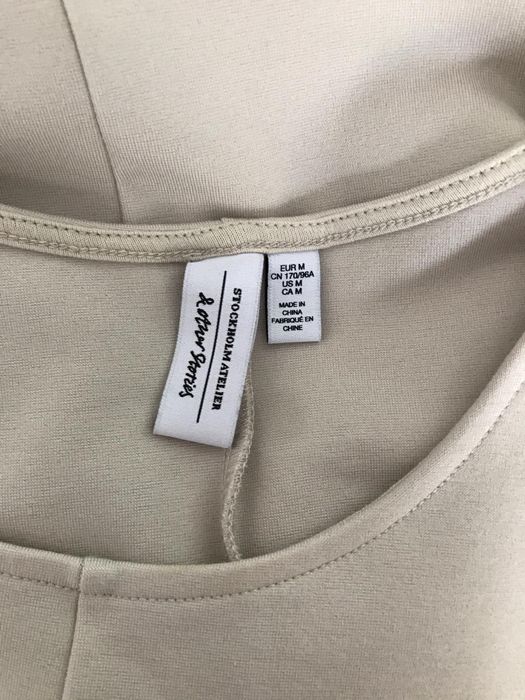 STOCKHOLM ATELIER
& other Stories
EUR M
CN 170/96A
US M
CA M
MADE IN
CHINA
FABRIQUÉ EN
CHINE